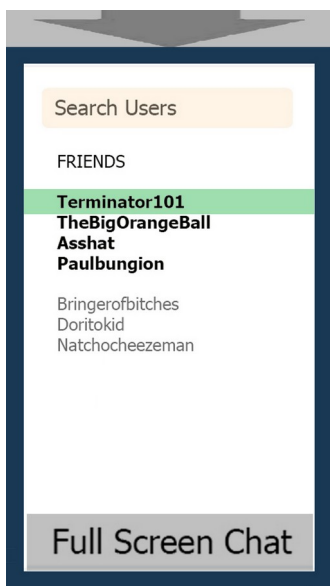 Search Users
FRIENDS
Terminator101
TheBigOrangeBall
Asshat
Paulbungion
Bringerofbitches
Doritokid
Natchocheezeman
Full Screen Chat